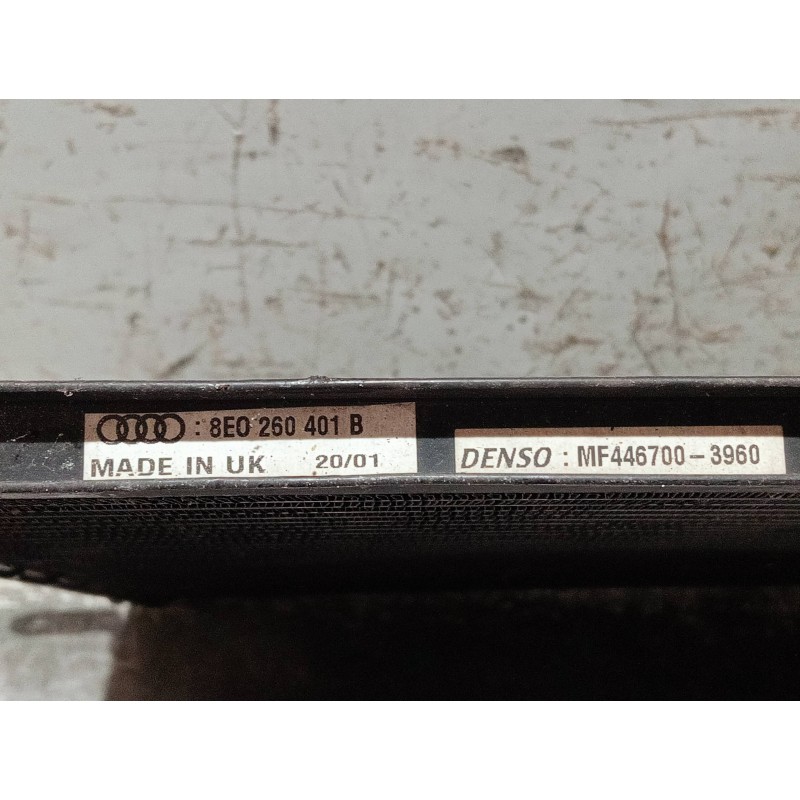 : 8E0 260 401 B
MADE IN UK 20/01
DENSO : MF446700-3960